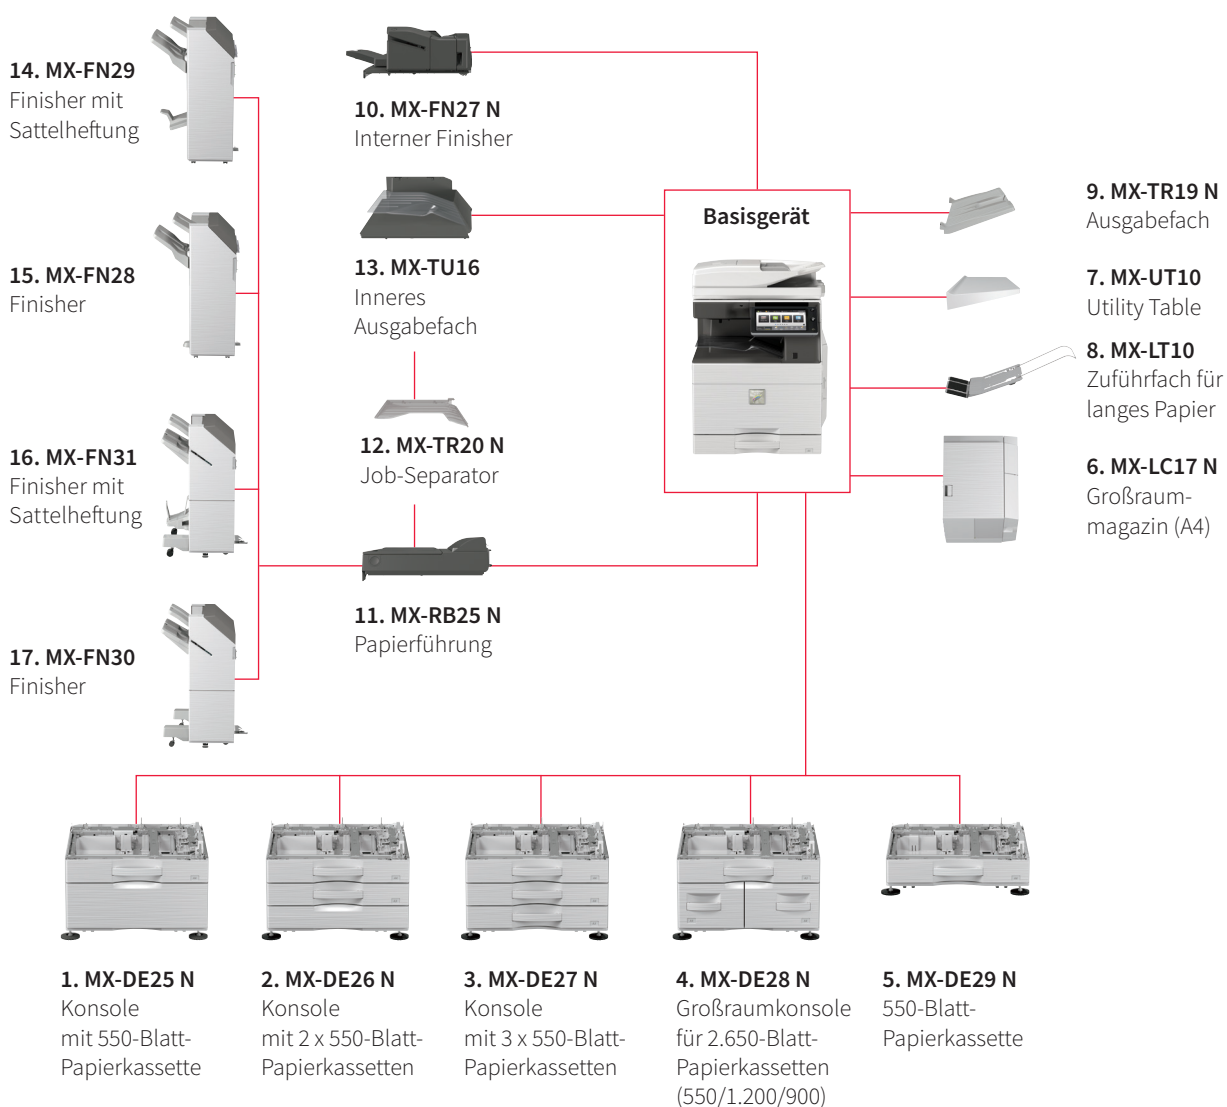 14. MX-FN29
Finisher mit
Sattelheftung
15. MX-FN28
Finisher
16. MX-FN31
Finisher mit
Sattelheftung
17. MX-FN30
Finisher
10. MX-FN27 N
Interner Finisher
13. MX-TU16
Inneres
Ausgabefach
12. MX-TR20 N
Job-Separator
11. MX-RB25 N
Papierführung
Basisgerät
9. MX-TR19 N
Ausgabefach
7. MX-UT10
Utility Table
8. MX-LT10
Zuführfach für
langes Papier
6. MX-LC17 N
Großraum-
magazin (A4)
1. MX-DE25 N
Konsole
mit 550-Blatt-
Papierkassette
2. MX-DE26 N
Konsole
mit 2 x 550-Blatt-
Papierkassetten
3. MX-DE27 N
Konsole
mit 3 x 550-Blatt-
Papierkassetten
4. MX-DE28 N
Großraumkonsole
für 2.650-Blatt-
Papierkassetten
(550/1.200/900)
5. MX-DE29 N
550-Blatt-
Papierkassette